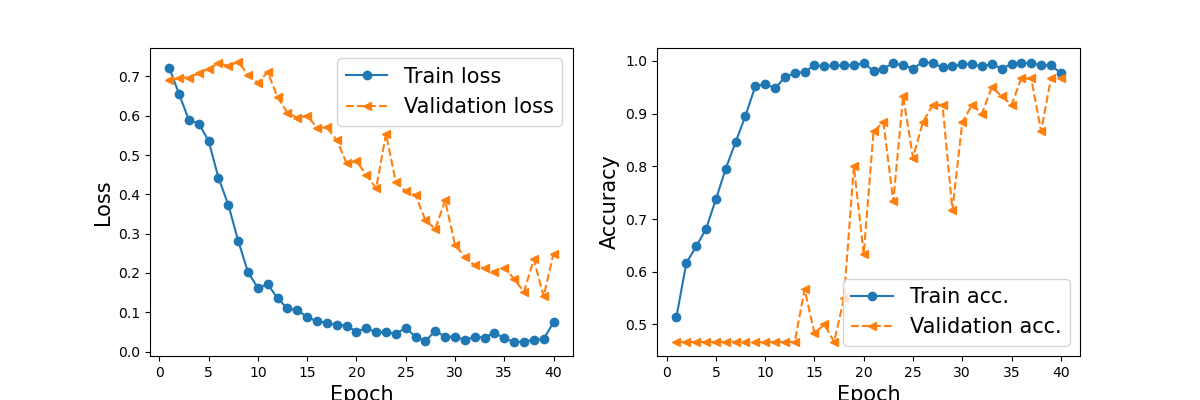 Loss
0.7
0.6
0.5
0.4
0.3
0.2
0.1
0.0
Train loss
Validation loss
0 5 10 15 20 25 30 35 40
Epoch
Accuracy
1.0
0.9
0.8
0.7
0.6
0.5
Train acc.
Validation acc.
0 5 10 15 20 25 30 35 40
Epoch